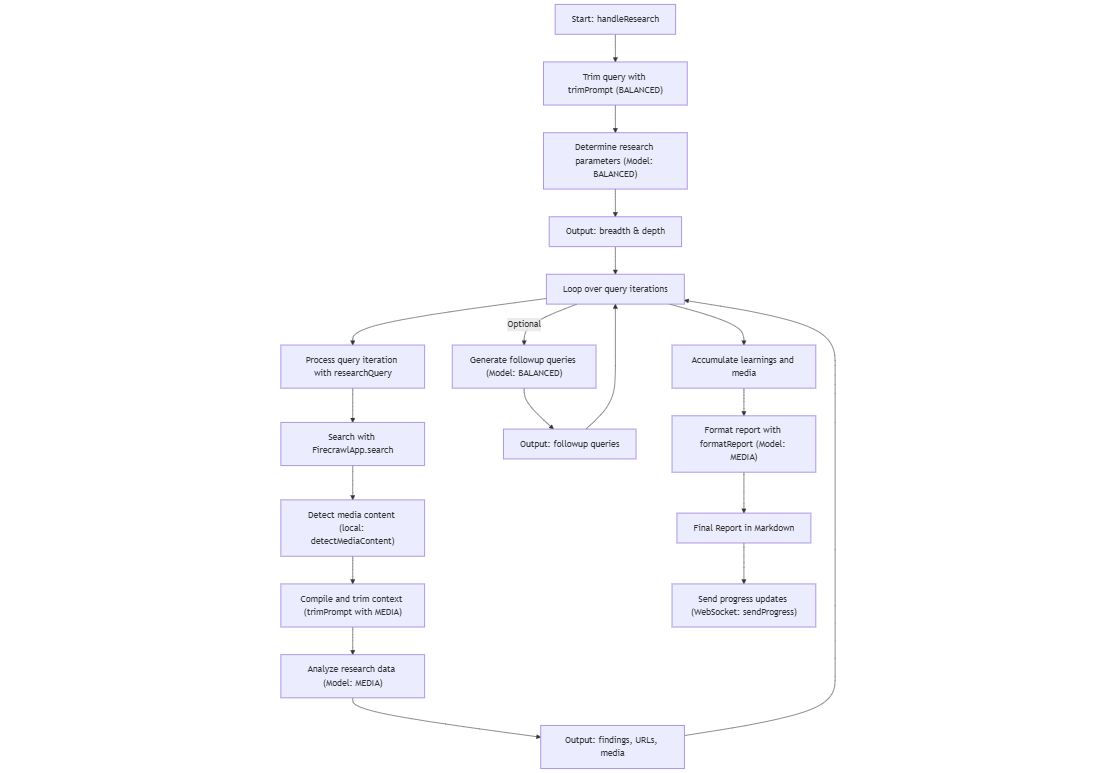 Start: handleResearch
Trim query with
trimPrompt (BALANCED)
Determine research
parameters (Model:
BALANCED)
Output: breadth & depth
Loop over query iterations
Optional
Process query iteration
with researchQuery
Generate followup queries
(Model: BALANCED)
Accumulate learnings and
media
Search with
FirecrawlApp.search
Output: followup queries
Format report with
formatReport (Model:
MEDIA)
Detect media content
(local:
detectMediaContent)
Final Report in Markdown
Compile and trim context
(trimPrompt with MEDIA)
Send progress updates
(WebSocket: sendProgress)
Analyze research data
(Model: MEDIA)
Output: findings, URLs,
media